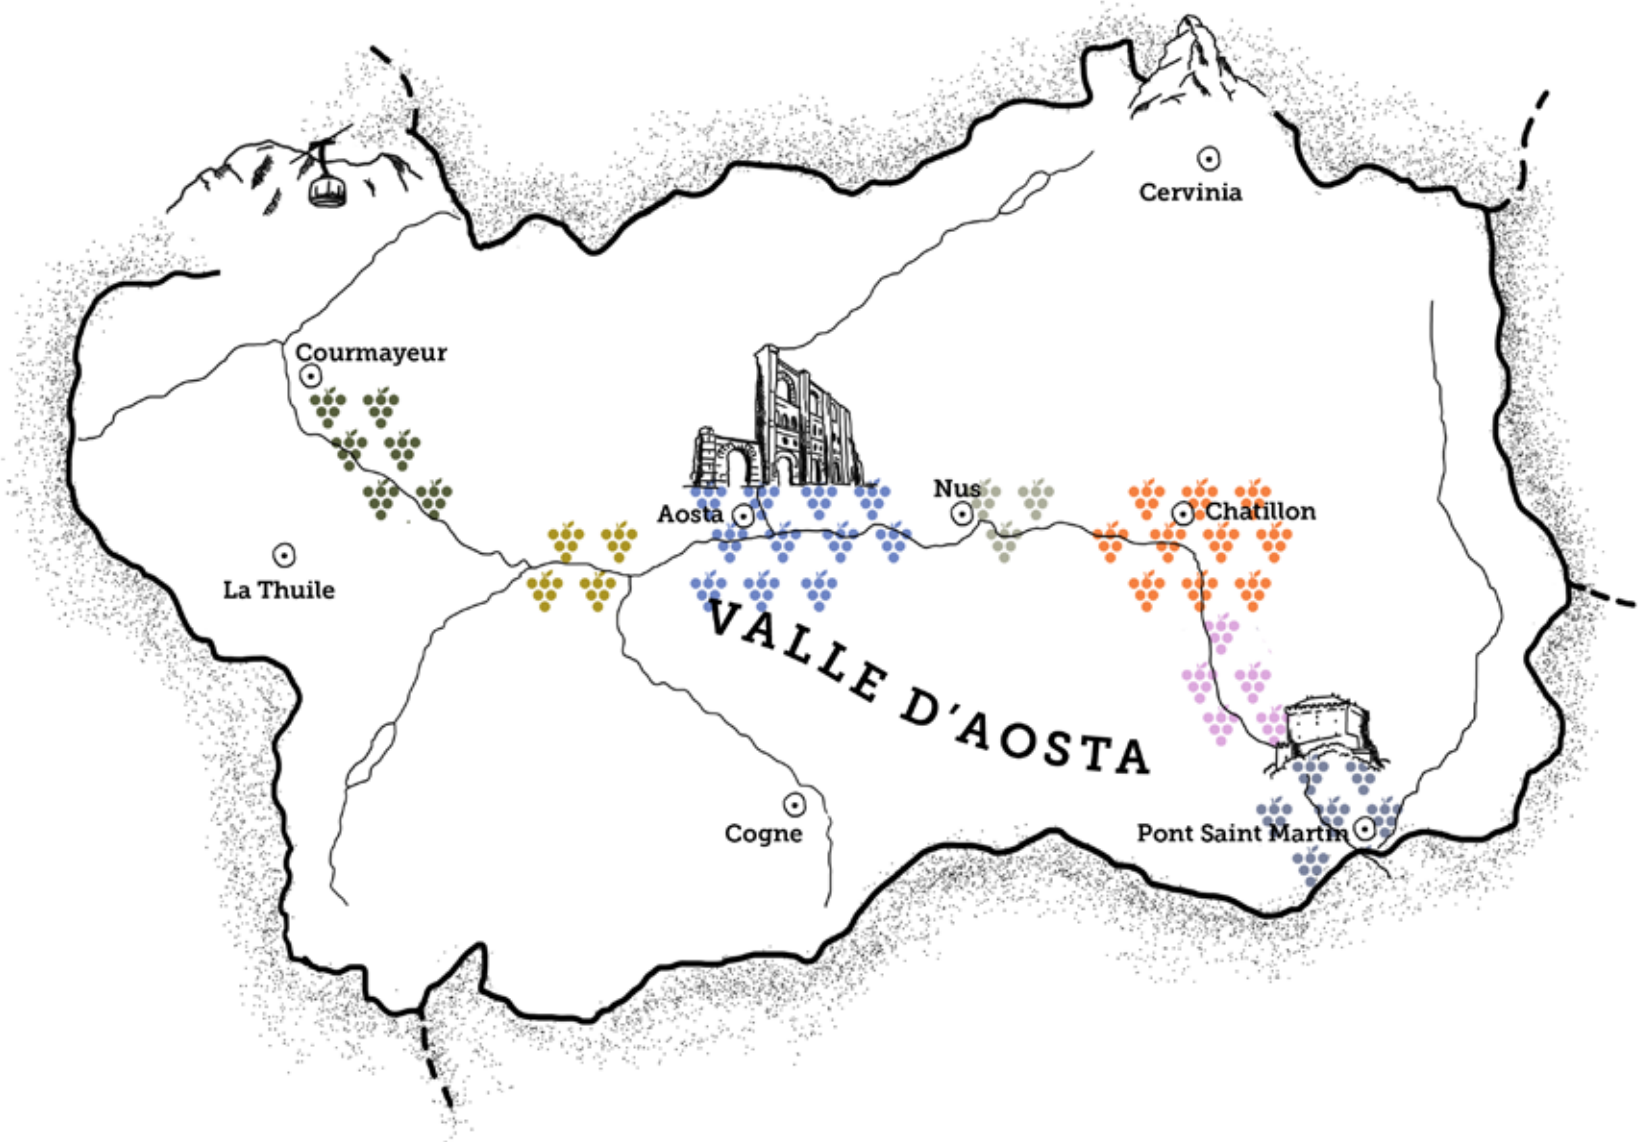 Cervinia
Courmayeur
Nus
Aosta
Chatillon
La Thuile
VALLE D'AOSTA
Cogne
Pont Saint Martin